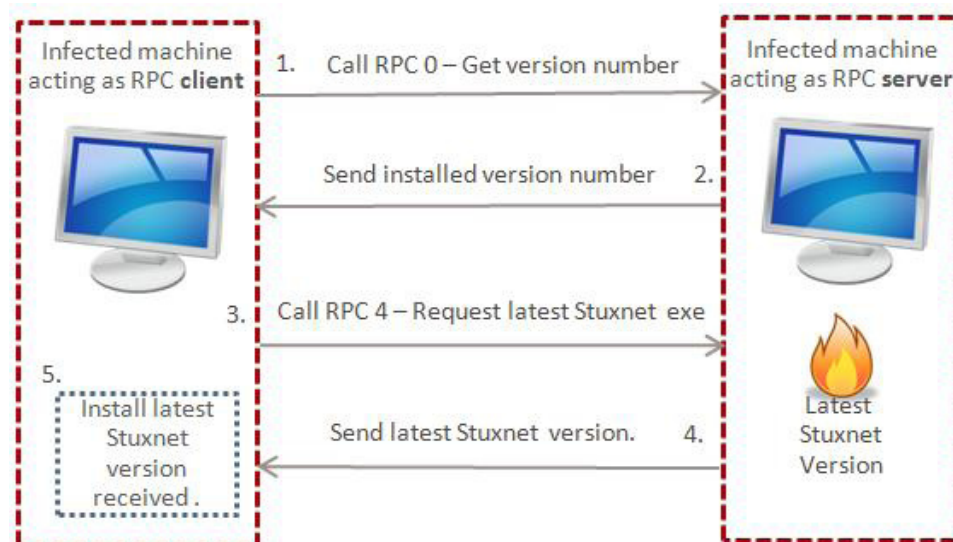 Infected machine
acting as RPC client
1.
Call RPC 0 – Get version number
Infected machine
acting as RPC server
Send installed version number
2.
3.
Call RPC 4 – Request latest Stuxnet exe
Send latest Stuxnet version.
4.
5.
Install latest
Stuxnet
version
received .
Latest
Stuxnet
Version